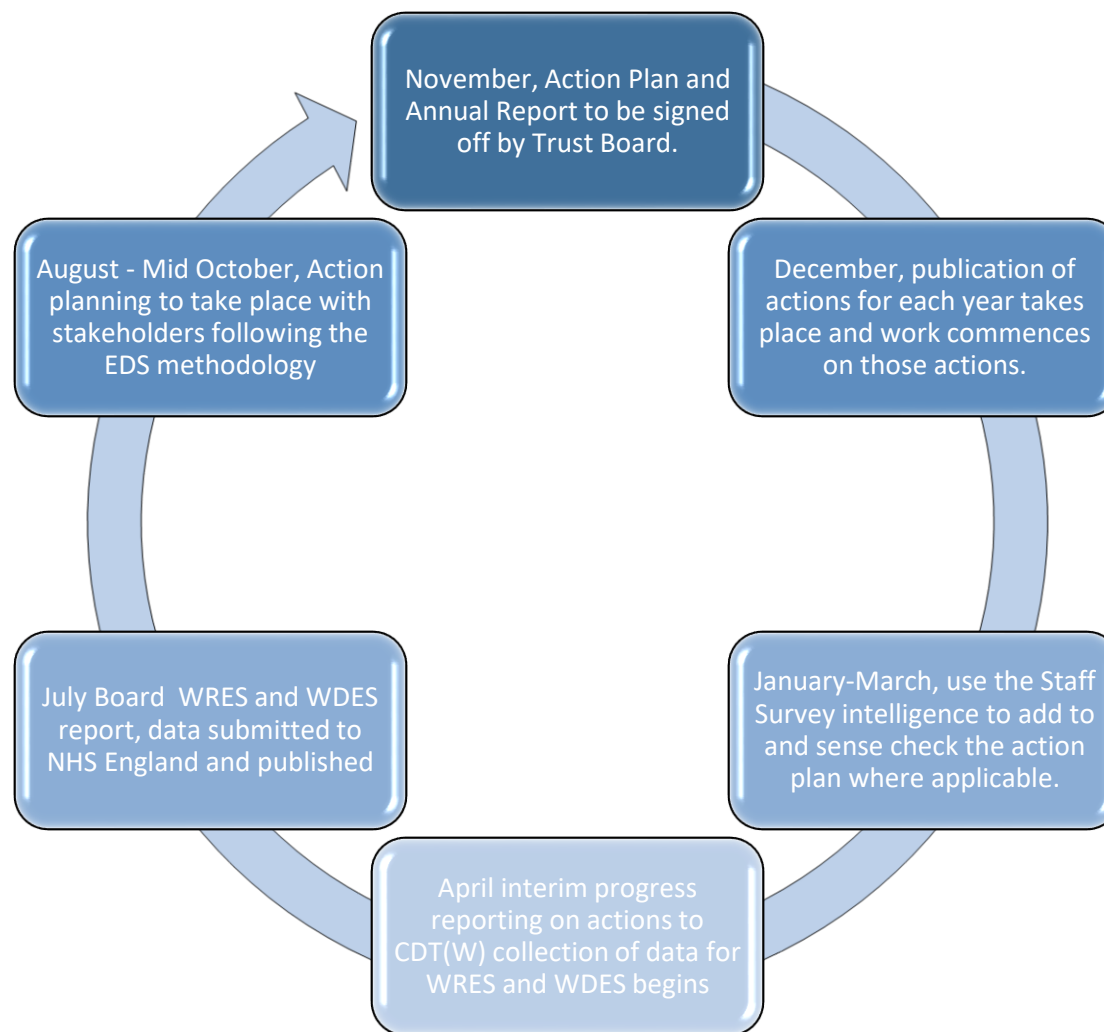 November, Action Plan and
Annual Report to be signed
off by Trust Board.
December, publication of
actions for each year takes
place and work commences
on those actions.
January-March, use the Staff
Survey intelligence to add to
and sense check the action
plan where applicable.
April interim progress
reporting on actions to
CDT(W) collection of data for
WRES and WDES begins
July Board  WRES and WDES
report, data submitted to
NHS England and published
August - Mid October, Action
planning to take place with
stakeholders following the
EDS methodology